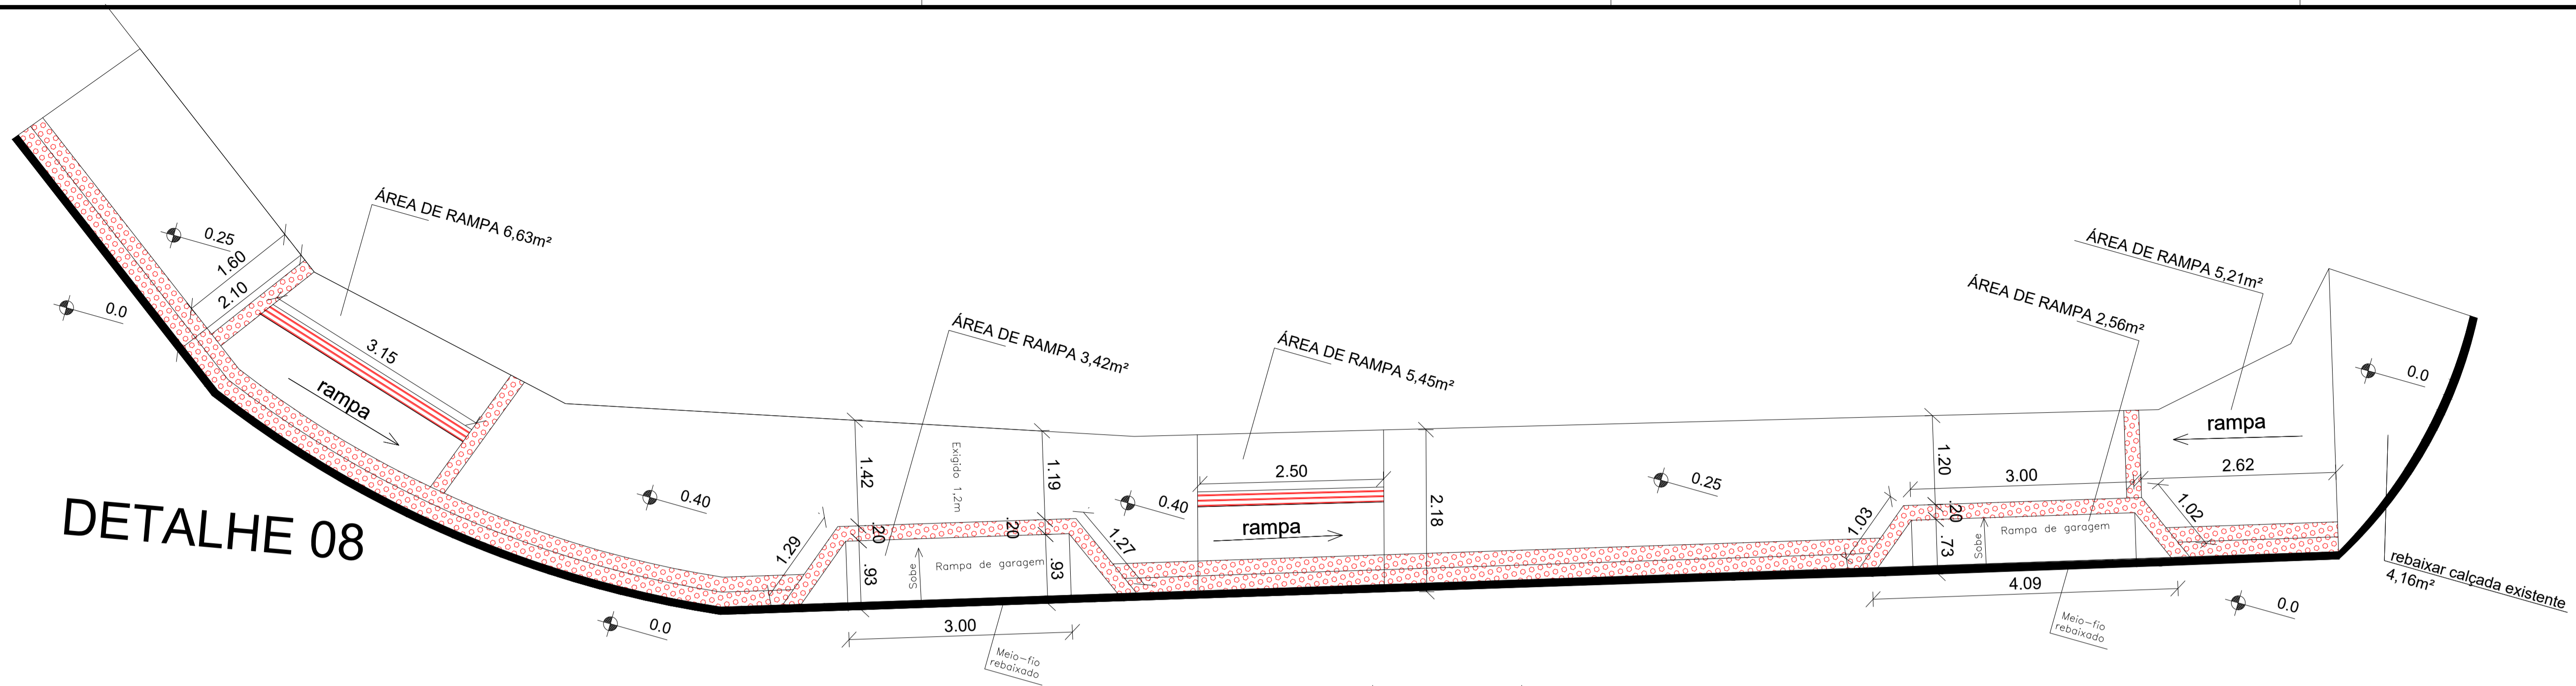 ÁREA DE RAMPA 6,63m²
0.25
1.60
2.10
0.0
3.15
rampa
DETALHE 08
0.40
0.0
ÁREA DE RAMPA 3,42m²
1.42
Exigido 1,2m
1.19
.20
.20
1.29
.93
Sobe
Rampa de garagem
.93
1.27
3.00
Meio-fio
rebaixado
0.40
ÁREA DE RAMPA 5,45m²
2.50
rampa
2.18
0.25
ÁREA DE RAMPA 5,21m²
ÁREA DE RAMPA 2,56m²
1.20
3.00
.20
1.03
.73
Sobe
Rampa de garagem
1.02
4.09
Meio-fio
rebaixado
rampa
2.62
0.0
rebaixar calçada existente
4,16m²
0.0